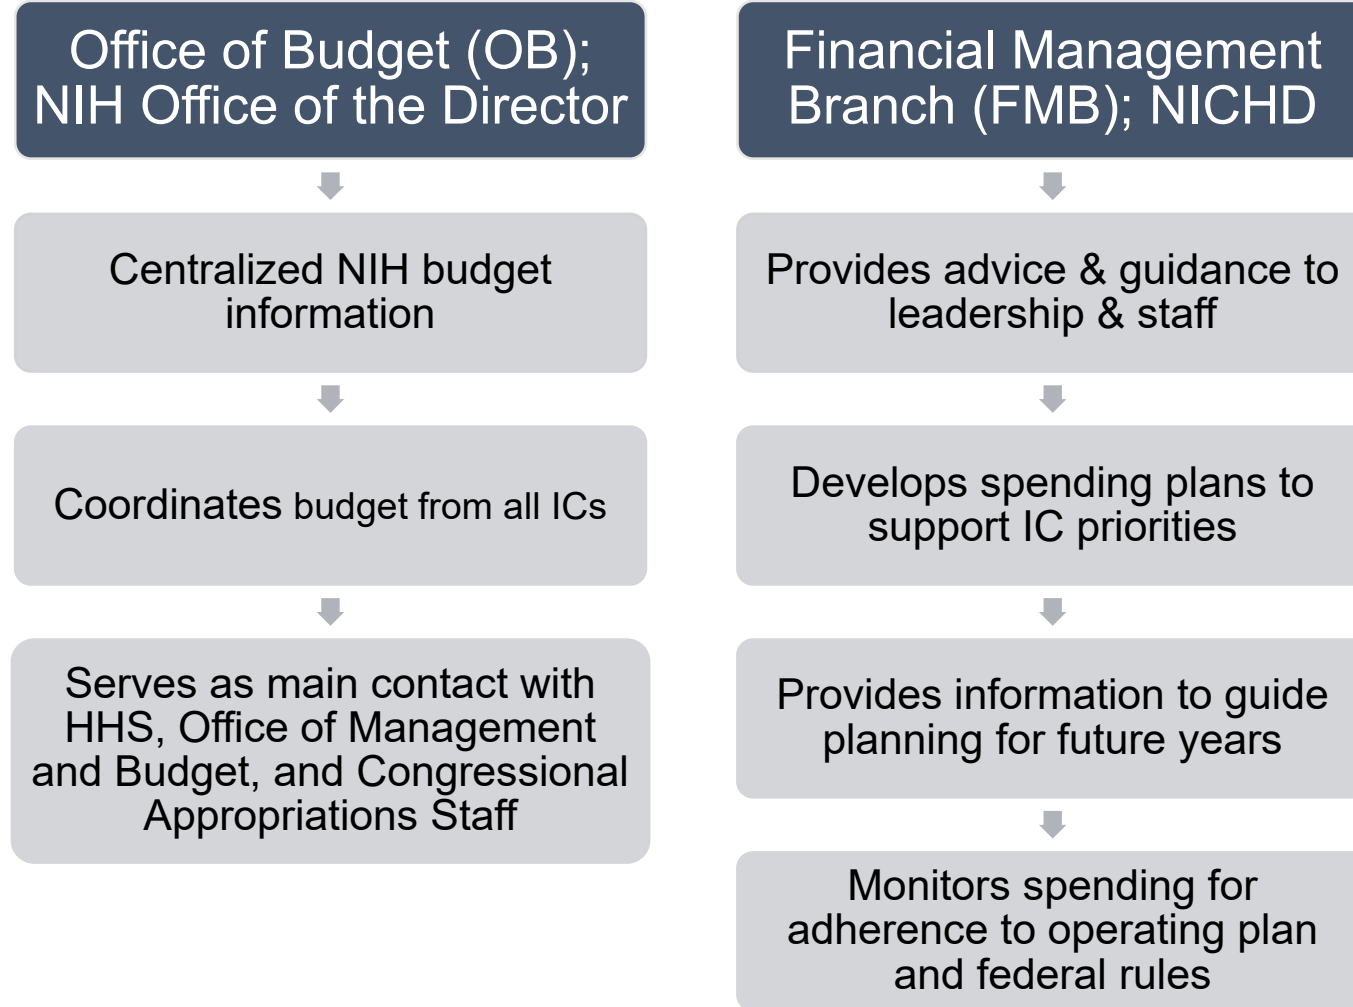 Office of Budget (OB);
NIH Office of the Director
Centralized NIH budget
information
Coordinates budget from all ICs
Serves as main contact with
HHS, Office of Management
and Budget, and Congressional
Appropriations Staff
Financial Management
Branch (FMB); NICHD
Provides advice & guidance to
leadership & staff
Develops spending plans to
support IC priorities
Provides information to guide
planning for future years
Monitors spending for
adherence to operating plan
and federal rules